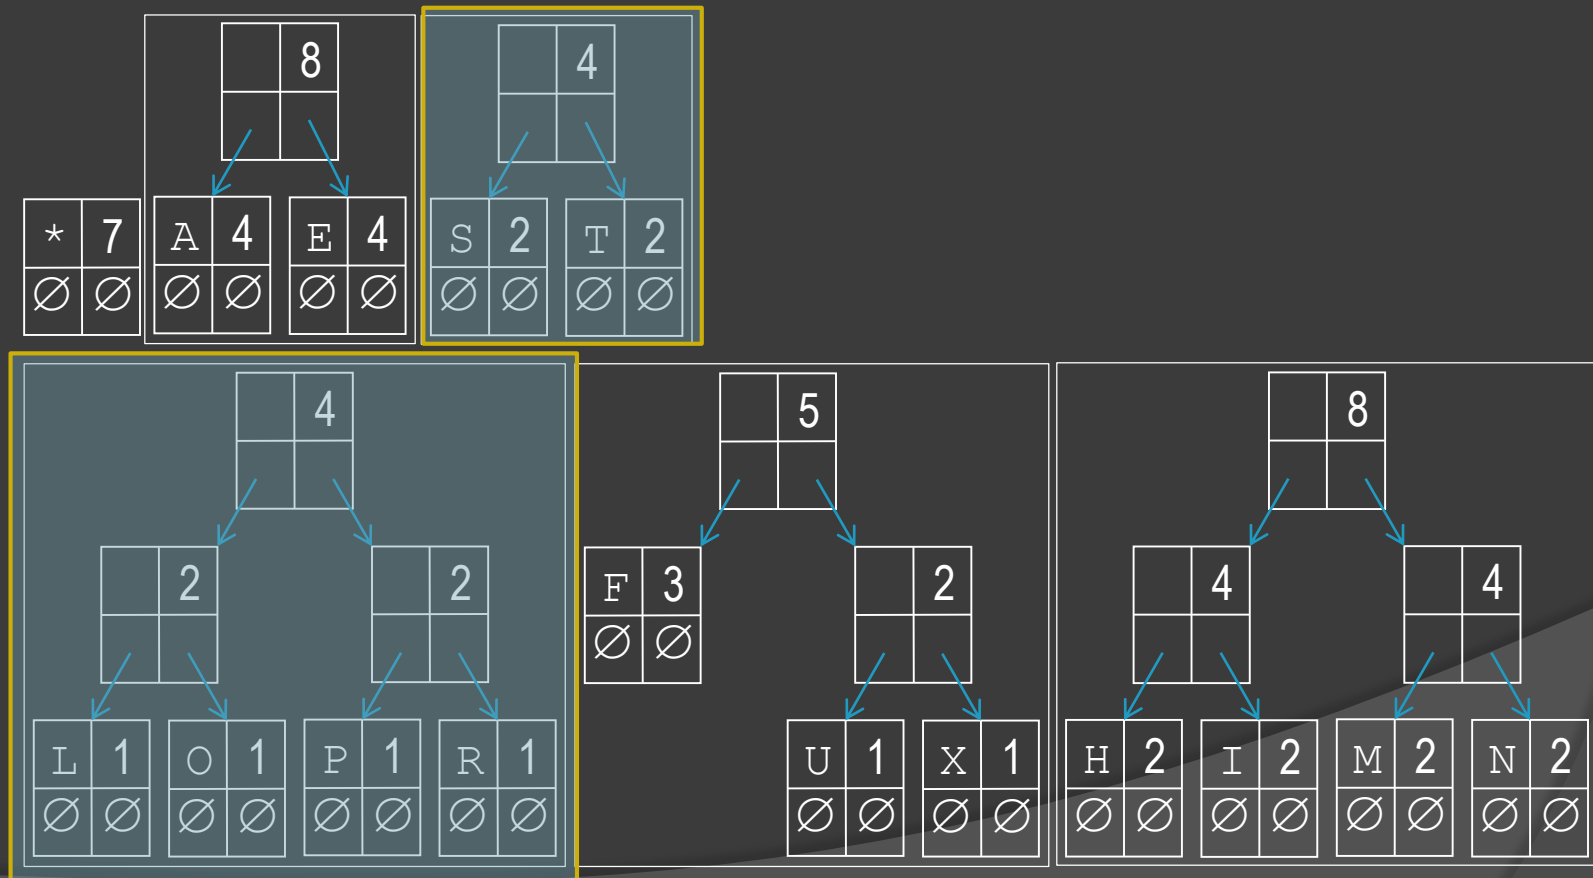 8
4
* 7 A 4 E 4 S 2 T 2
∅ ∅ ∅ ∅ ∅ ∅ ∅ ∅ ∅ ∅
4
5
8
2 2 F 3 2 4 4
∅ ∅
L 1 O 1 P 1 R 1 U 1 X 1 H 2 I 2 M 2 N 2
∅ ∅ ∅ ∅ ∅ ∅ ∅ ∅ ∅ ∅ ∅ ∅ ∅ ∅ ∅ ∅ ∅ ∅ ∅ ∅